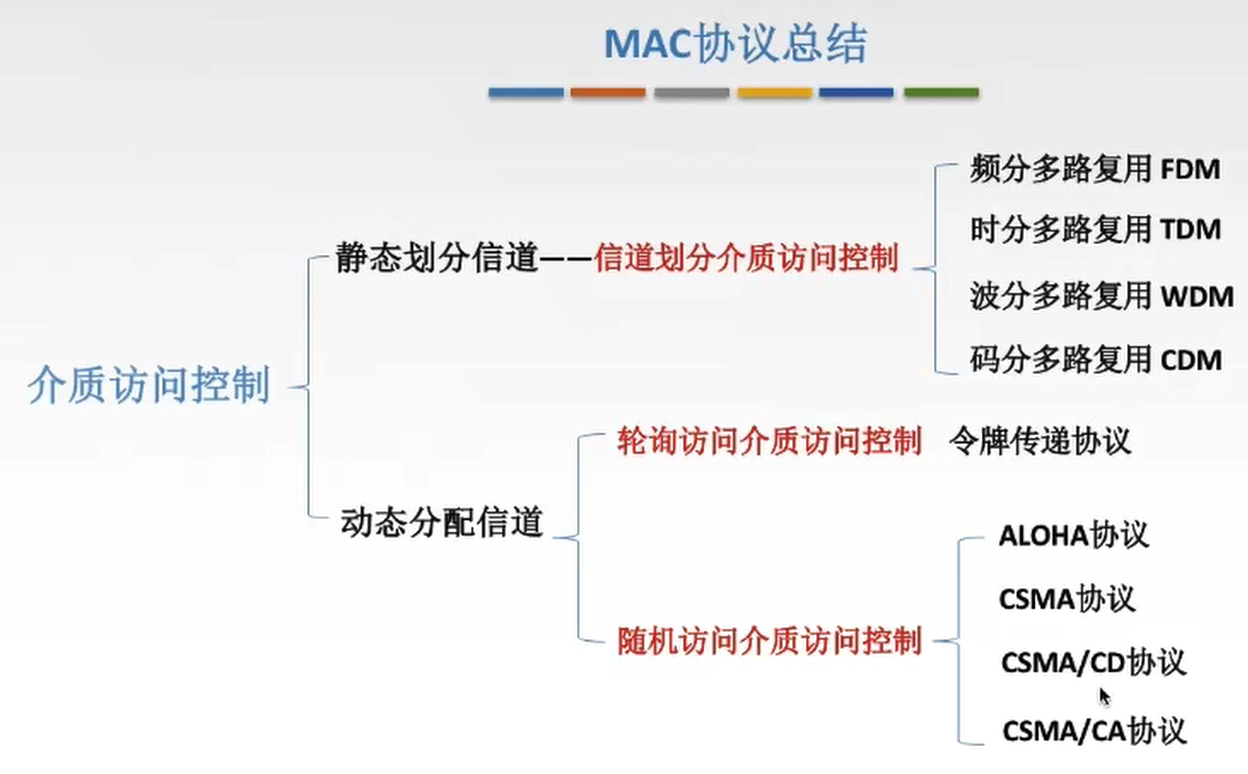 MAC协议总结
频分多路复用 FDM
时分多路复用 TDM
静态划分信道——信道划分介质访问控制
波分多路复用 WDM
码分多路复用 CDM
介质访问控制
轮询访问介质访问控制 令牌传递协议
动态分配信道
ALOHA协议
CSMA协议
随机访问介质访问控制
CSMA/CD协议
CSMA/CA协议